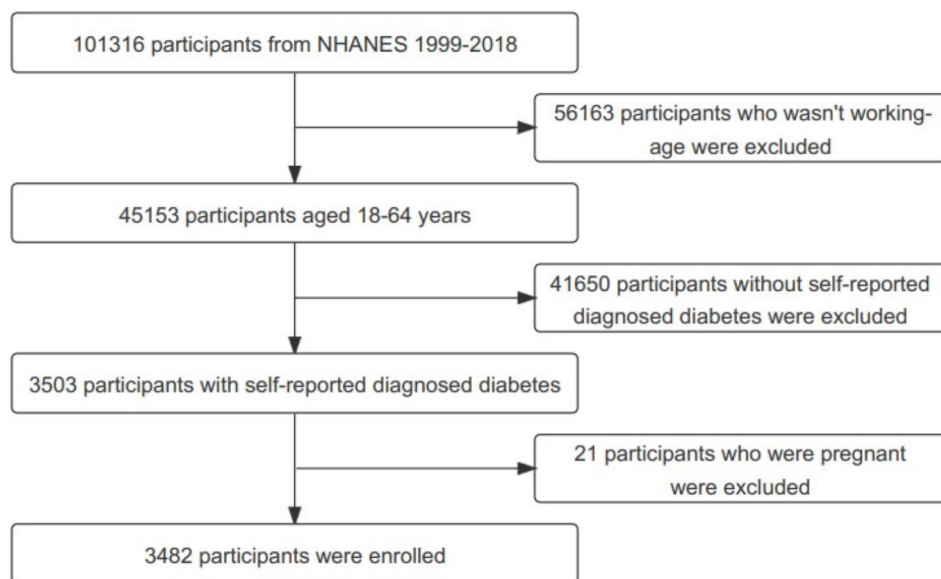 101316 participants from NHANES 1999-2018
56163 participants who wasn't working-
age were excluded
45153 participants aged 18-64 years
41650 participants without self-reported
diagnosed diabetes were excluded
3503 participants with self-reported diagnosed diabetes
21 participants who were pregnant
were excluded
3482 participants were enrolled